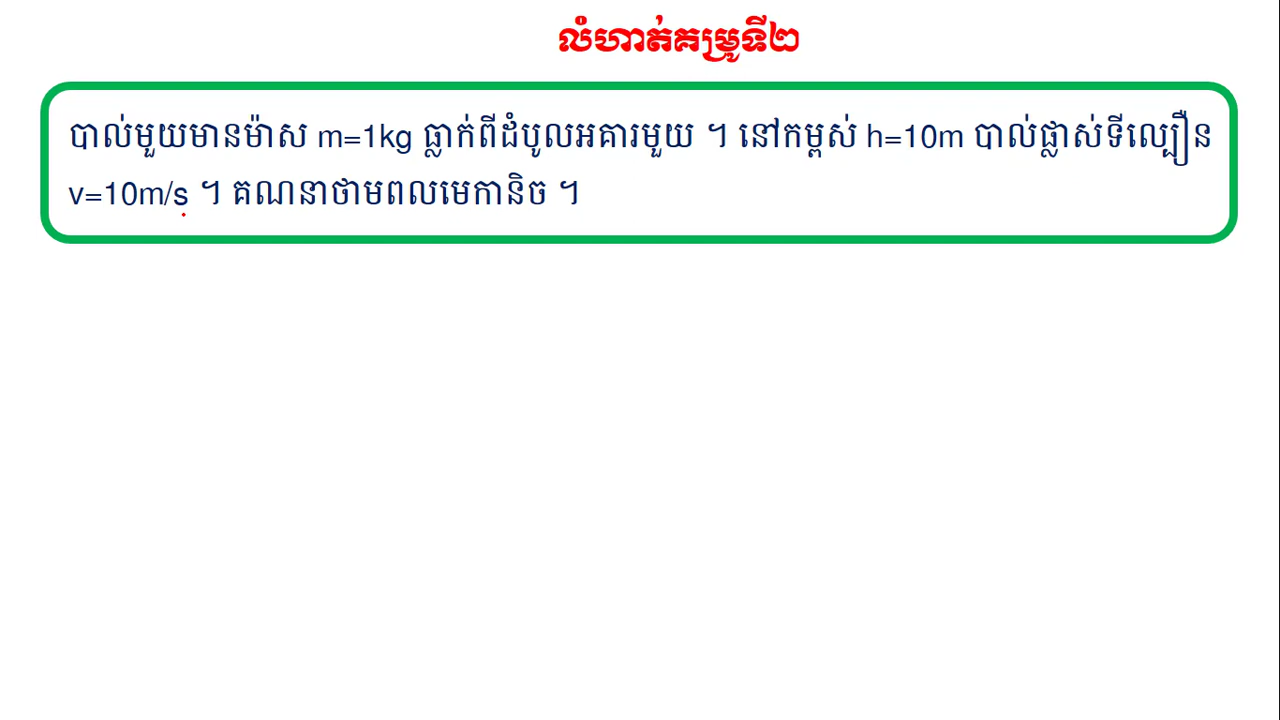 លំហាត់គម្រូទី២
បាល់មួយមានម៉ាស m=1kg ធ្លាក់ពីដំបូលអគារមួយ ។ នៅកម្ពស់ h=10m បាល់ផ្លាស់ទីល្បឿន
v=10m/s ។ គណនាថាមពលមេកានិច ។